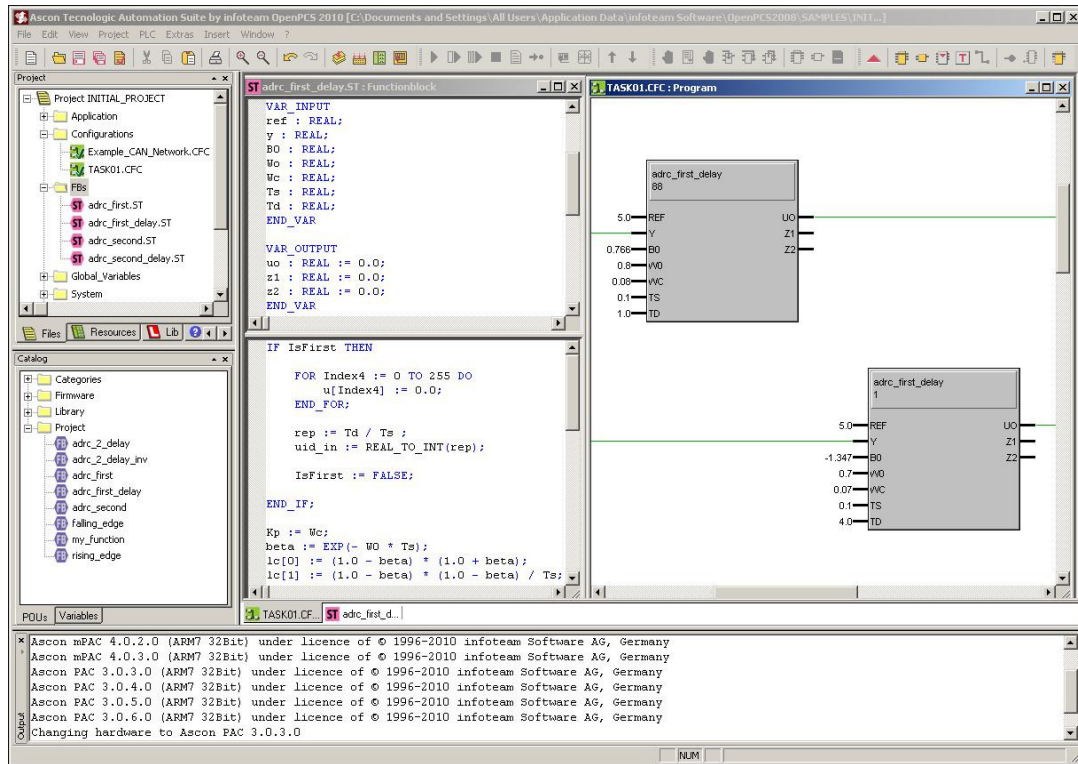 Ascon Tecnologic Automation Suite by infoteam OpenPCS 2010 [C:\Documents and Settings\All Users\Application Data\infoteam Software\OpenPCS2008\SAMPLES\INIT...]
File Edit View Project PLC Extras Insert Window ?
Project
Project INITIAL_PROJECT
Application
Configurations
Example_CAN_Network.CFC
TASK01.CFC
FBs
ST adrc_first.ST
ST adrc_first_delay.ST
ST adrc_second.ST
ST adrc_second_delay.ST
Global_Variables
System
Files Resources Lib
Catalog
Categories
Firmware
Library
Project
FB adrc_2_delay
FB adrc_2_delay_inv
FB adrc_first
FB adrc_first_delay
FB adrc_second
FB falling_edge
FB my_function
FB rising_edge
POUs Variables
ST adrc_first_delay.ST : Functionblock
VAR_INPUT
ref : REAL;
y : REAL;
B0 : REAL;
Wo : REAL;
Wc : REAL;
Ts : REAL;
Td : REAL;
END_VAR
VAR_OUTPUT
uo : REAL := 0.0;
z1 : REAL := 0.0;
z2 : REAL := 0.0;
END_VAR
IF IsFirst THEN
FOR Index4 := 0 TO 255 DO
u[Index4] := 0.0;
END_FOR;
rep := Td / Ts ;
uid_in := REAL_TO_INT(rep);
IsFirst := FALSE;
END_IF;
Kp := Wc;
beta := EXP(- WO * Ts);
lc[0] := (1.0 - beta) * (1.0 + beta);
lc[1] := (1.0 - beta) * (1.0 - beta) / Ts;
TASK01.CFC : Program
adrc_first_delay
88
5.0 REF UO
Y Z1
0.766 B0 Z2
0.8 W0
0.08 WC
0.1 TS
1.0 TD
adrc_first_delay
1
5.0 REF UO
Y Z1
-1.347 B0 Z2
0.7 W0
0.07 WC
0.1 TS
4.0 TD
TASK01.CF... ST adrc_first_d...
Output
Ascon mPAC 4.0.2.0 (ARM7 32Bit) under licence of © 1996-2010 infoteam Software AG, Germany
Ascon mPAC 4.0.3.0 (ARM7 32Bit) under licence of © 1996-2010 infoteam Software AG, Germany
Ascon PAC 3.0.3.0 (ARM7 32Bit) under licence of © 1996-2010 infoteam Software AG, Germany
Ascon PAC 3.0.4.0 (ARM7 32Bit) under licence of © 1996-2010 infoteam Software AG, Germany
Ascon PAC 3.0.5.0 (ARM7 32Bit) under licence of © 1996-2010 infoteam Software AG, Germany
Ascon PAC 3.0.6.0 (ARM7 32Bit) under licence of © 1996-2010 infoteam Software AG, Germany
Changing hardware to Ascon PAC 3.0.3.0
NUM